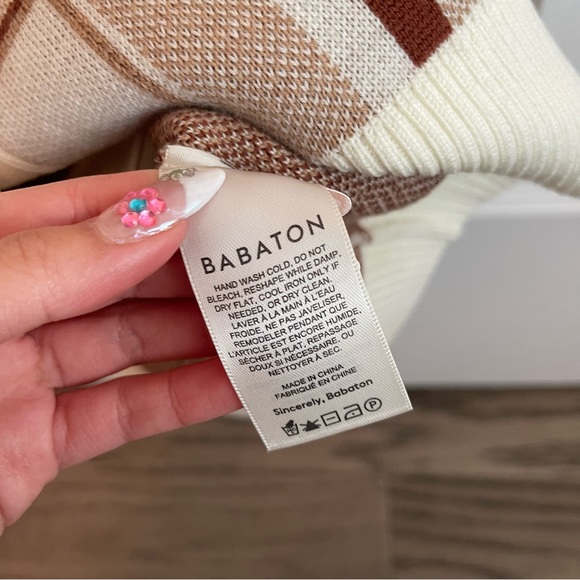 BABATON
HAND WASH COLD, DO NOT
BLEACH. RESHAPE WHILE DAMP.
DRY FLAT, COOL IRON ONLY IF
NEEDED, OR DRY CLEAN.
LAVER À LA MAIN À L'EAU
FROIDE, NE PAS JAVELISER,
REMODELER PENDANT QUE
L'ARTICLE EST ENCORE HUMIDE,
SÉCHER À PLAT, REPASSAGE
DOUX SI NÉCESSAIRE, OU
NETTOYER À SEC.
MADE IN CHINA
FABRIQUÉ EN CHINE
Sincerely, Babaton